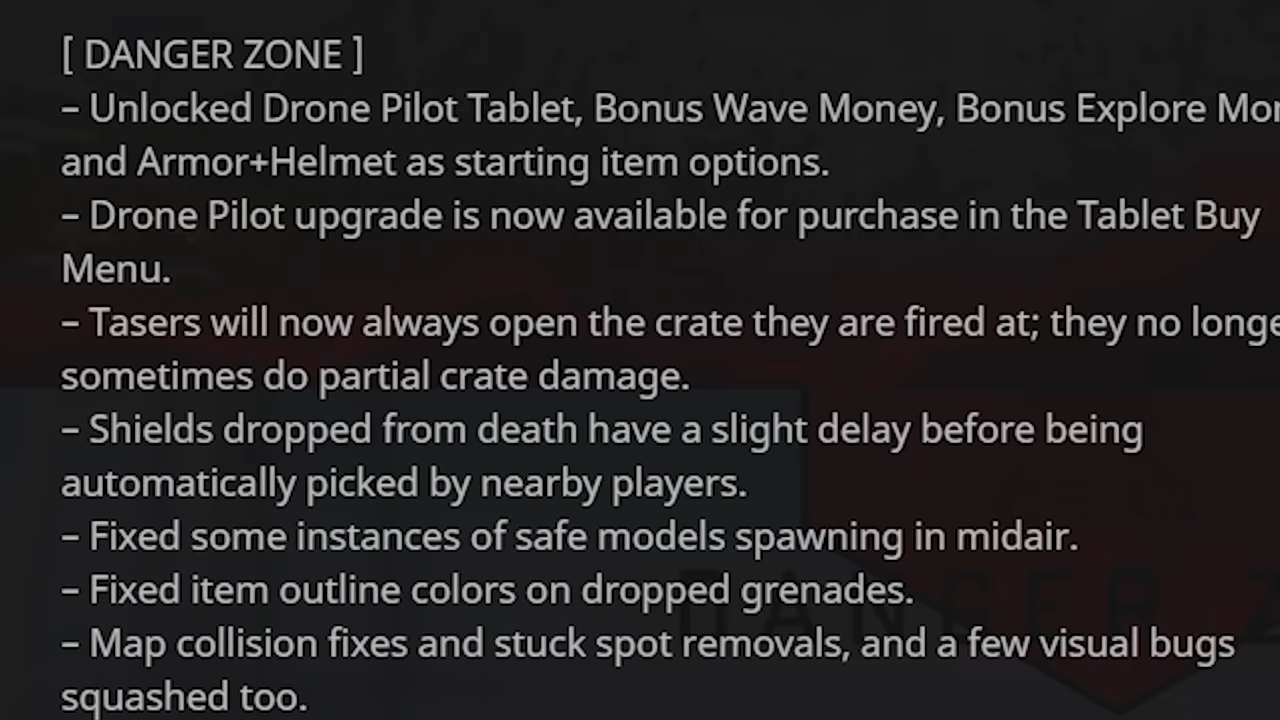 [ DANGER ZONE ]
– Unlocked Drone Pilot Tablet, Bonus Wave Money, Bonus Explore
and Armor+Helmet as starting item options.
– Drone Pilot upgrade is now available for purchase in the Tablet Buy
Menu.
– Tasers will now always open the crate they are fired at; they no
sometimes do partial crate damage.
– Shields dropped from death have a slight delay before being
automatically picked by nearby players.
– Fixed some instances of safe models spawning in midair.
– Fixed item outline colors on dropped grenades.
– Map collision fixes and stuck spot removals, and a few visual bugs
squashed too.